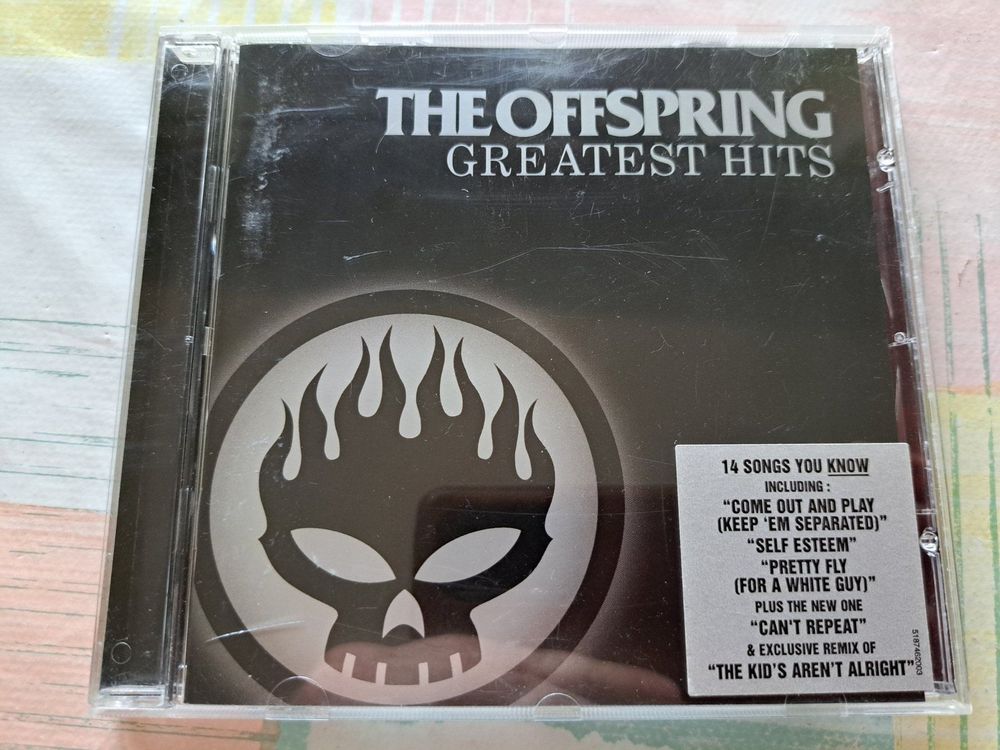 THE OFFSPRING
GREATEST HITS
14 SONGS YOU KNOW
INCLUDING :
"COME OUT AND PLAY
(KEEP 'EM SEPARATED)"
"SELF ESTEEM"
"PRETTY FLY
(FOR A WHITE GUY)"
PLUS THE NEW ONE
"CAN'T REPEAT"
& EXCLUSIVE REMIX OF
"THE KID'S AREN'T ALRIGHT"
5187462003